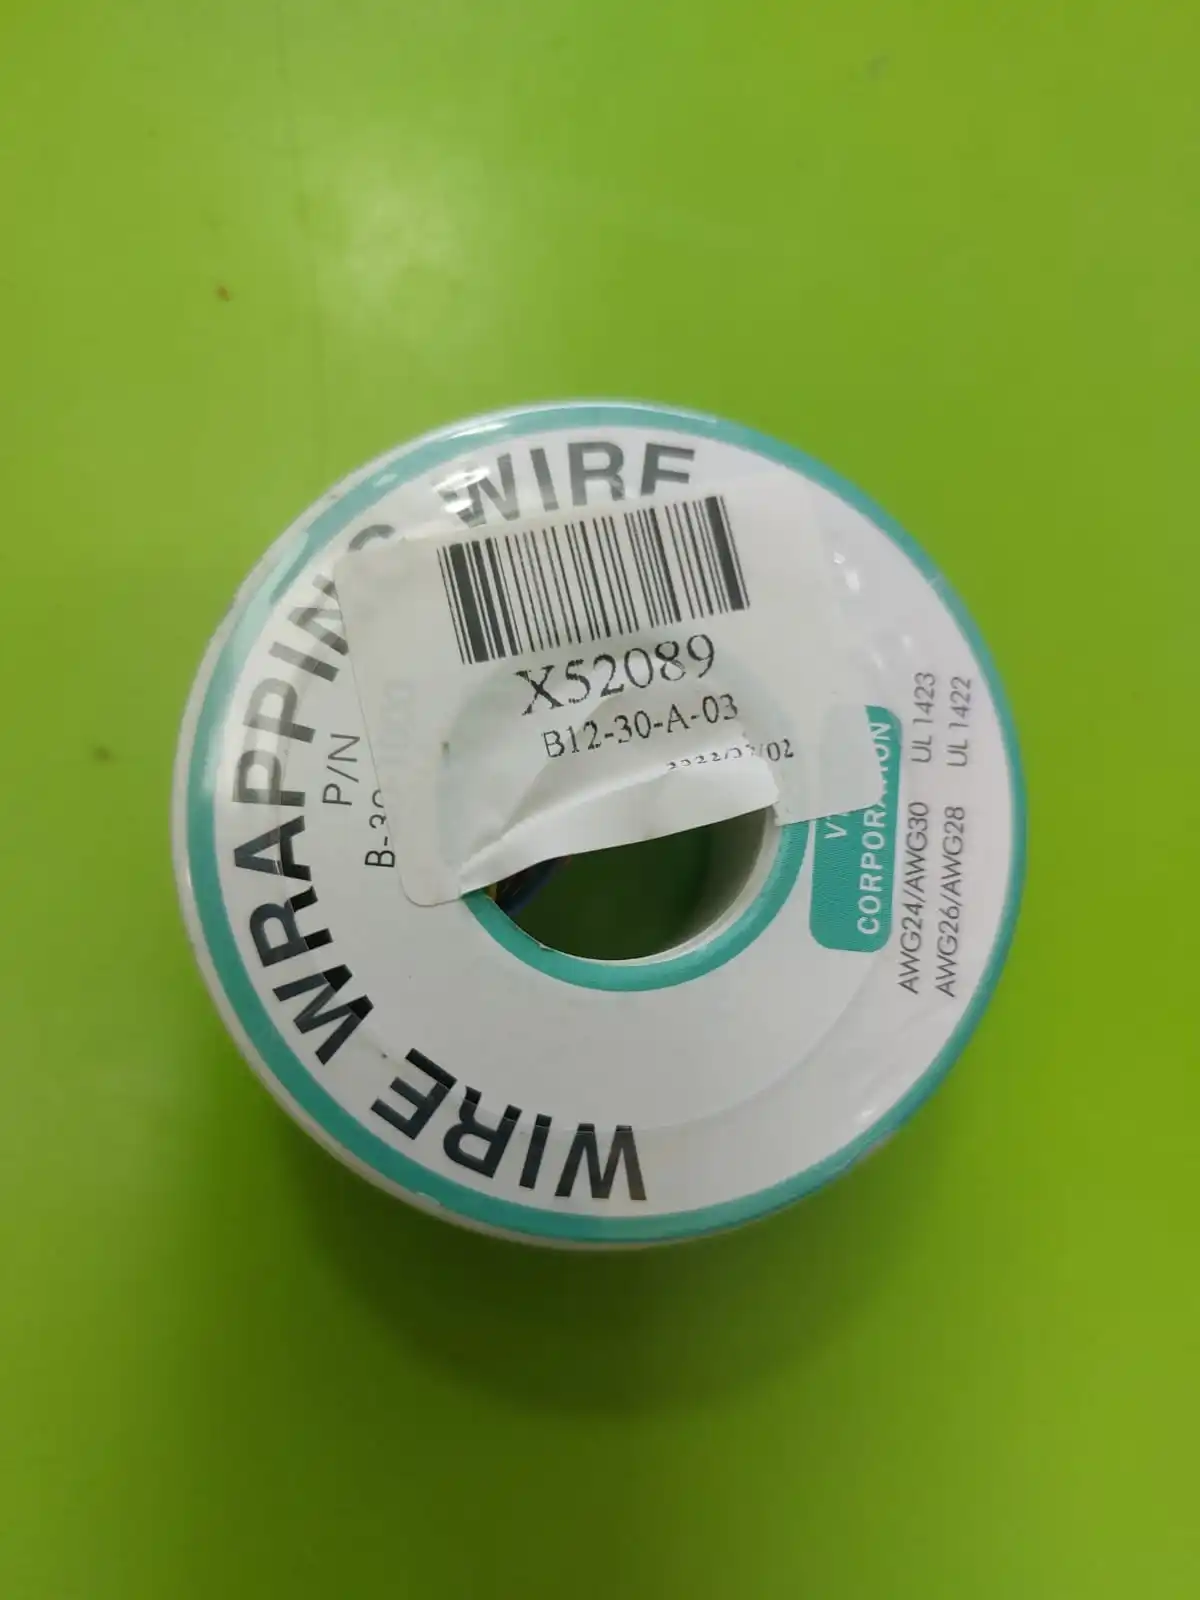 WIRE WRAPPING WIRE
X52089
B12-30-A-03
P/N
CORPORATION
AWG24/AWG30 UL 1423
AWG26/AWG28 UL 1422